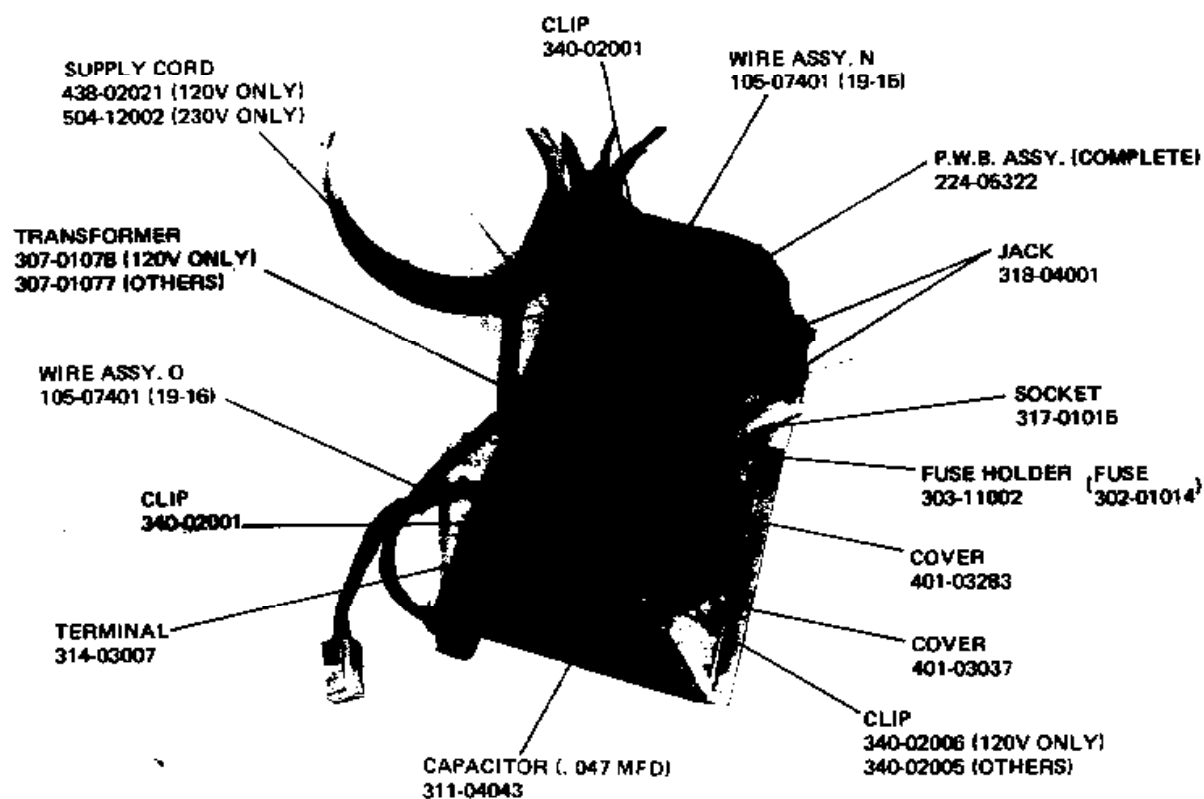 CLIP
340-02001
WIRE ASSY. N
105-07401 (19-15)
SUPPLY CORD
438-02021 (120V ONLY)
504-12002 (230V ONLY)
P.W.B. ASSY. (COMPLETE)
224-06322
TRANSFORMER
307-01078 (120V ONLY)
307-01077 (OTHERS)
JACK
318-04001
WIRE ASSY. O
105-07401 (19-16)
SOCKET
317-01015
FUSE HOLDER (FUSE
303-11002 302-01014)
CLIP
340-02001
COVER
401-03283
TERMINAL
314-03007
COVER
401-03037
CLIP
340-02006 (120V ONLY)
340-02005 (OTHERS)
CAPACITOR (. 047 MFD)
311-04043